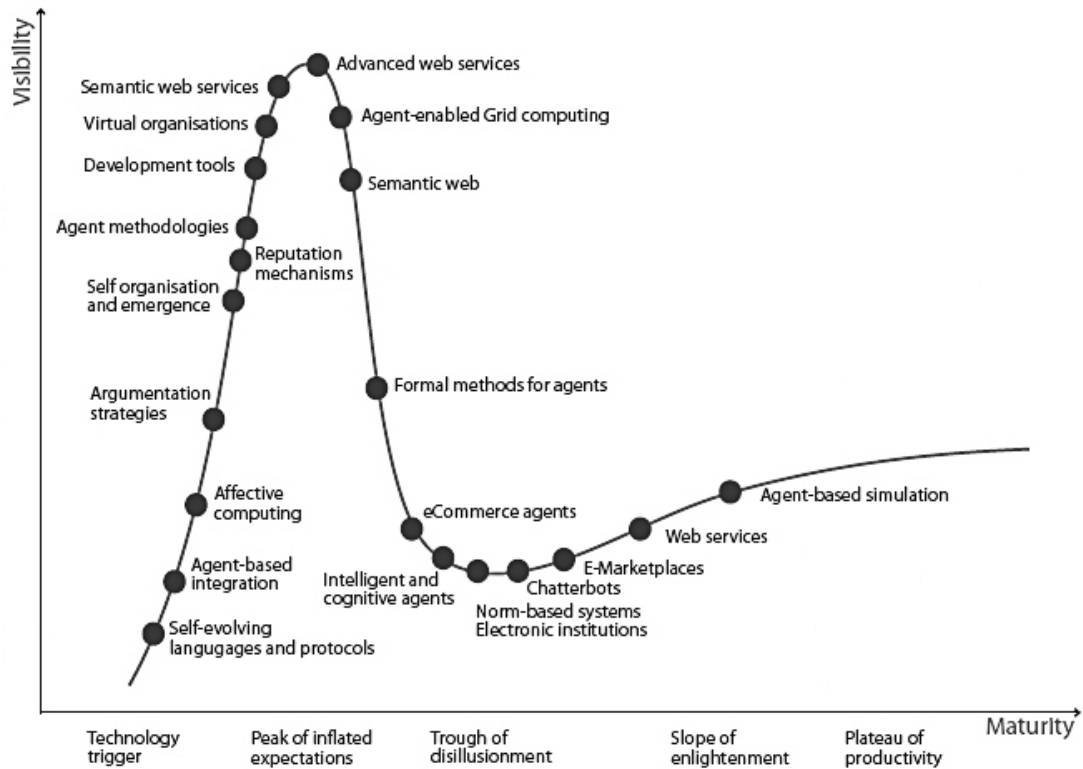 Visibility
Advanced web services
Semantic web services
Agent-enabled Grid computing
Virtual organisations
Development tools
Semantic web
Agent methodologies
Reputation
mechanisms
Self organisation
and emergence
Formal methods for agents
Argumentation
strategies
Affective
computing
eCommerce agents
Agent-based simulation
Web services
Agent-based
integration
E-Marketplaces
Intelligent and
cognitive agents
Chatterbots
Norm-based systems
Electronic institutions
Self-evolving
langugages and protocols
Maturity
Technology
trigger
Peak of inflated
expectations
Trough of
disillusionment
Slope of
enlightenment
Plateau of
productivity